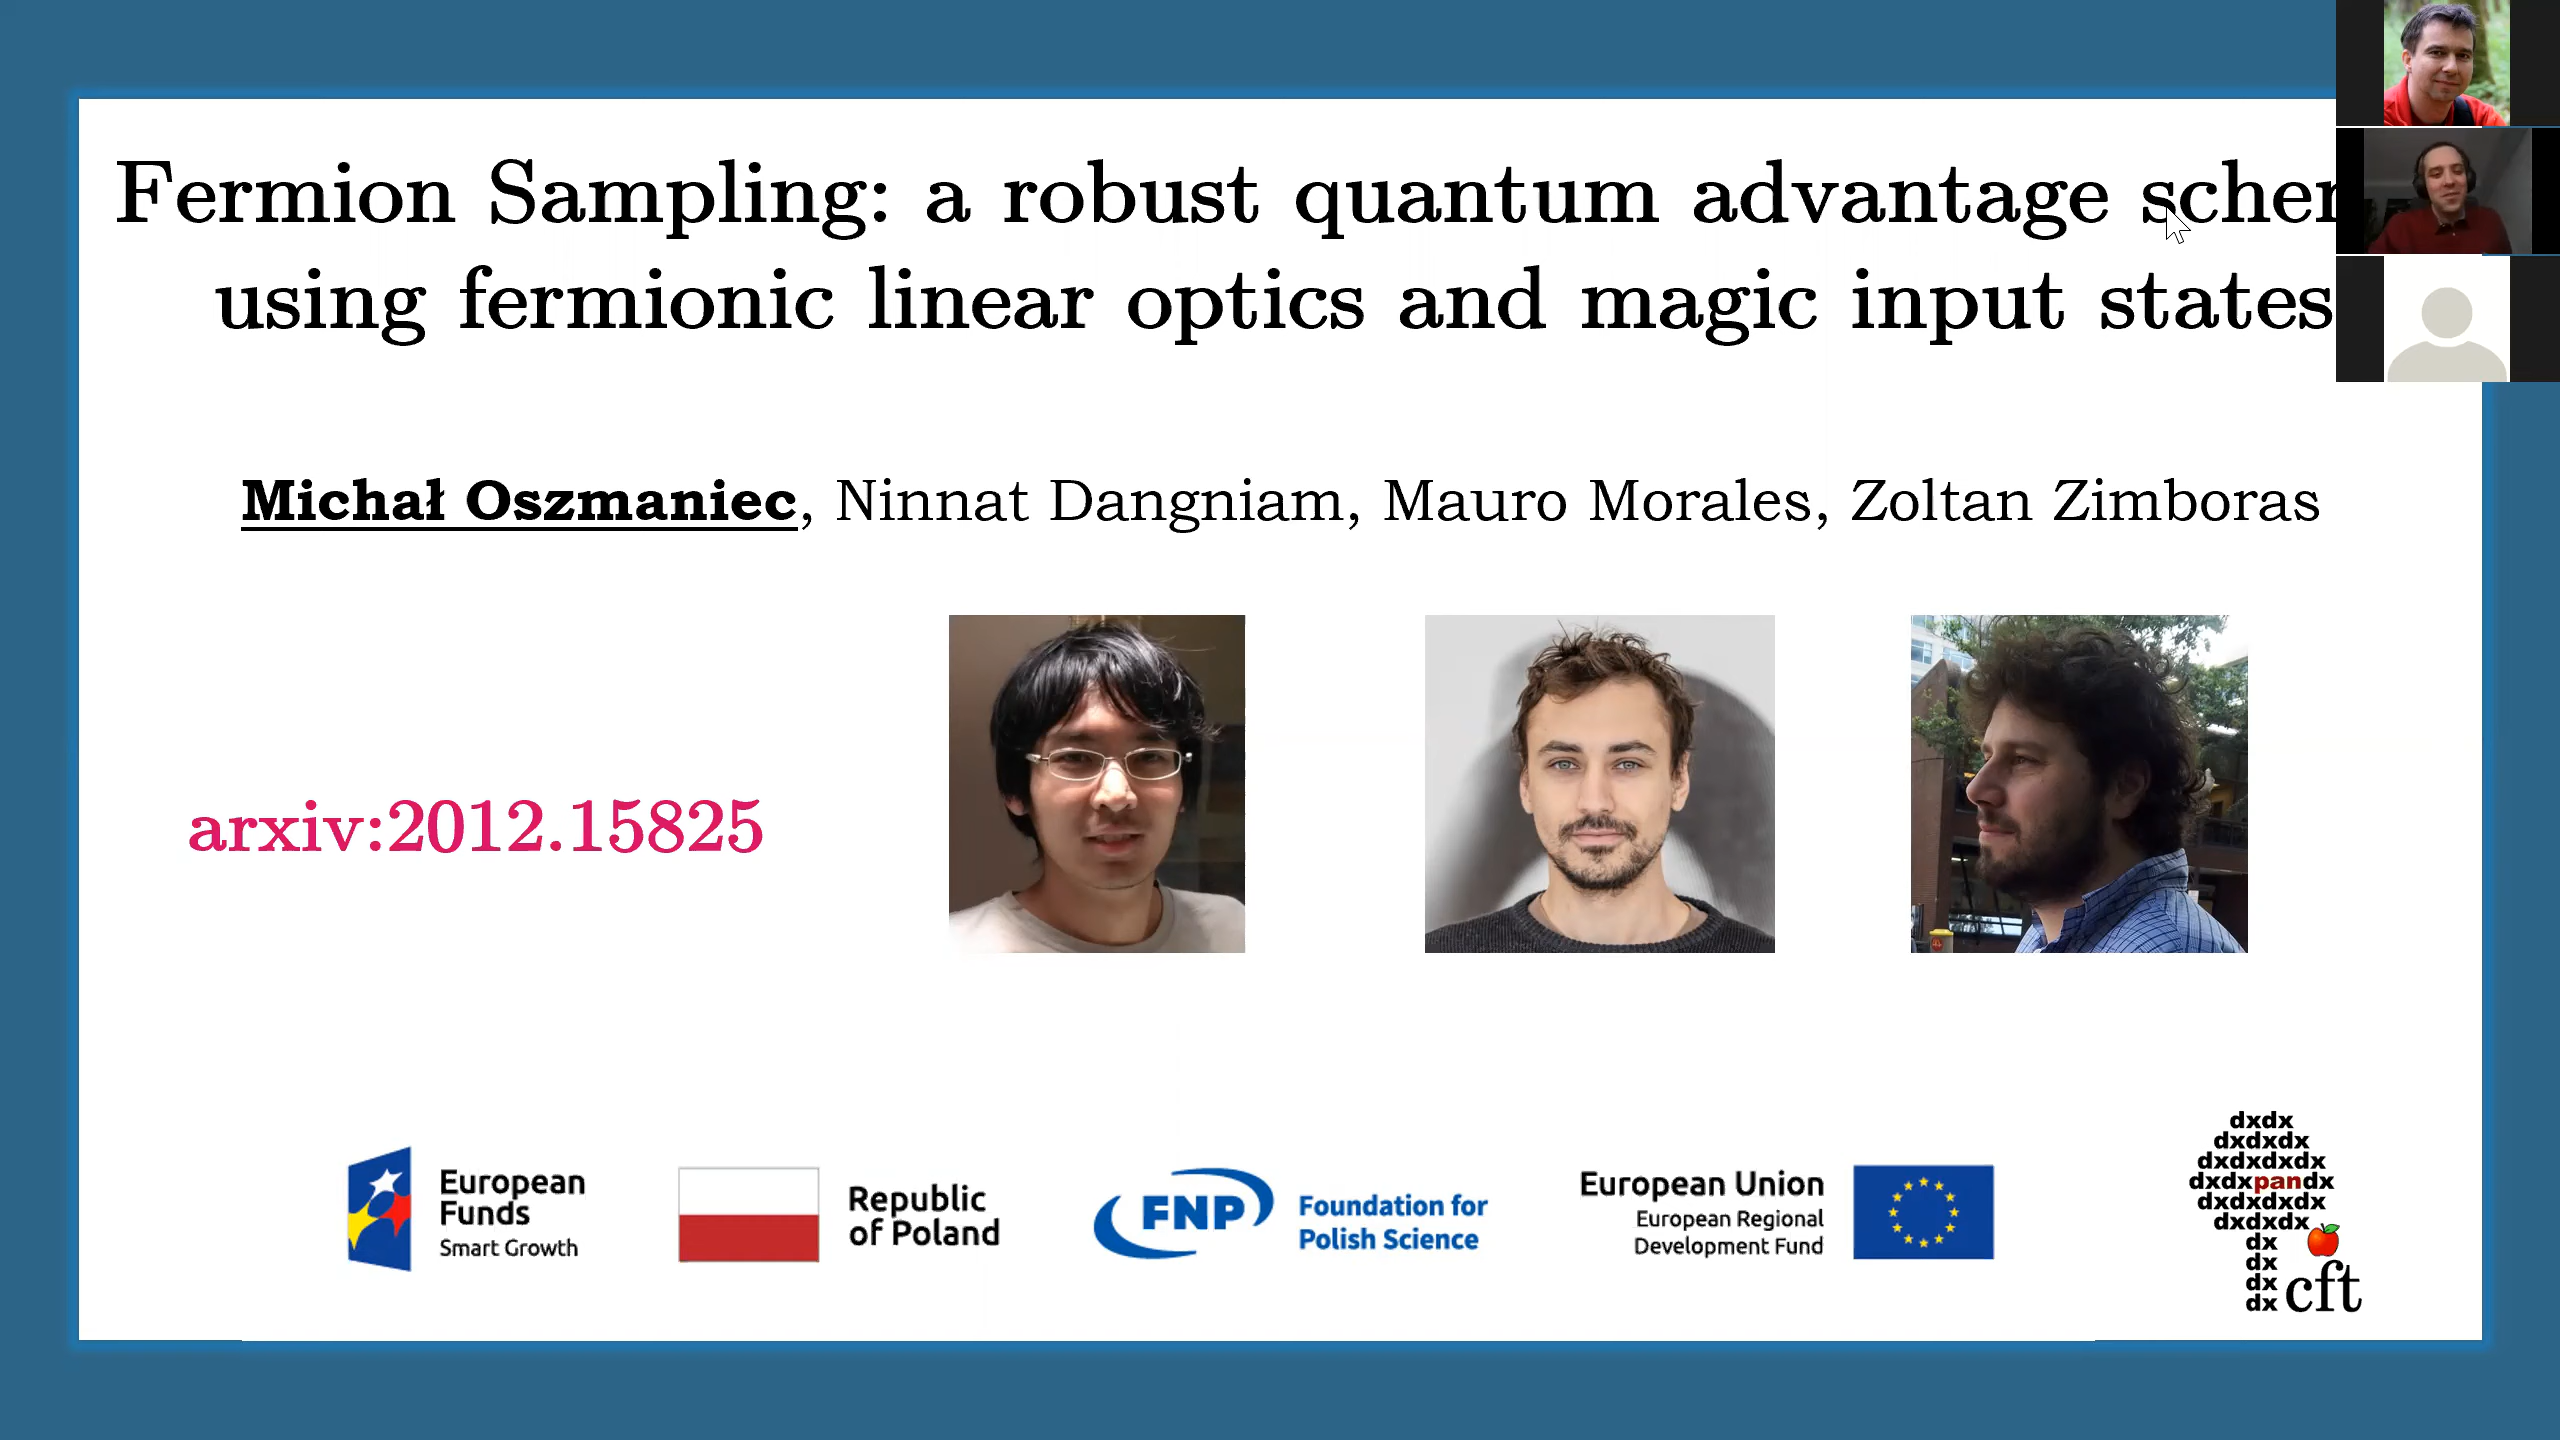 Fermion Sampling: a robust quantum advantage
using fermionic linear optics and magic input states
Michał Oszmaniec, Ninnat Dangniam, Mauro Morales, Zoltan Zimboras
arxiv:2012.15825
European
Funds
Smart Growth
Republic
of Poland
FNP
Foundation for
Polish Science
European Union
European Regional
Development Fund
dxdx
dxdxdx
dxdxdxdx
dxdxpandx
dxdxdxdx
dxdxdx
dx
dx
dx
dx cft